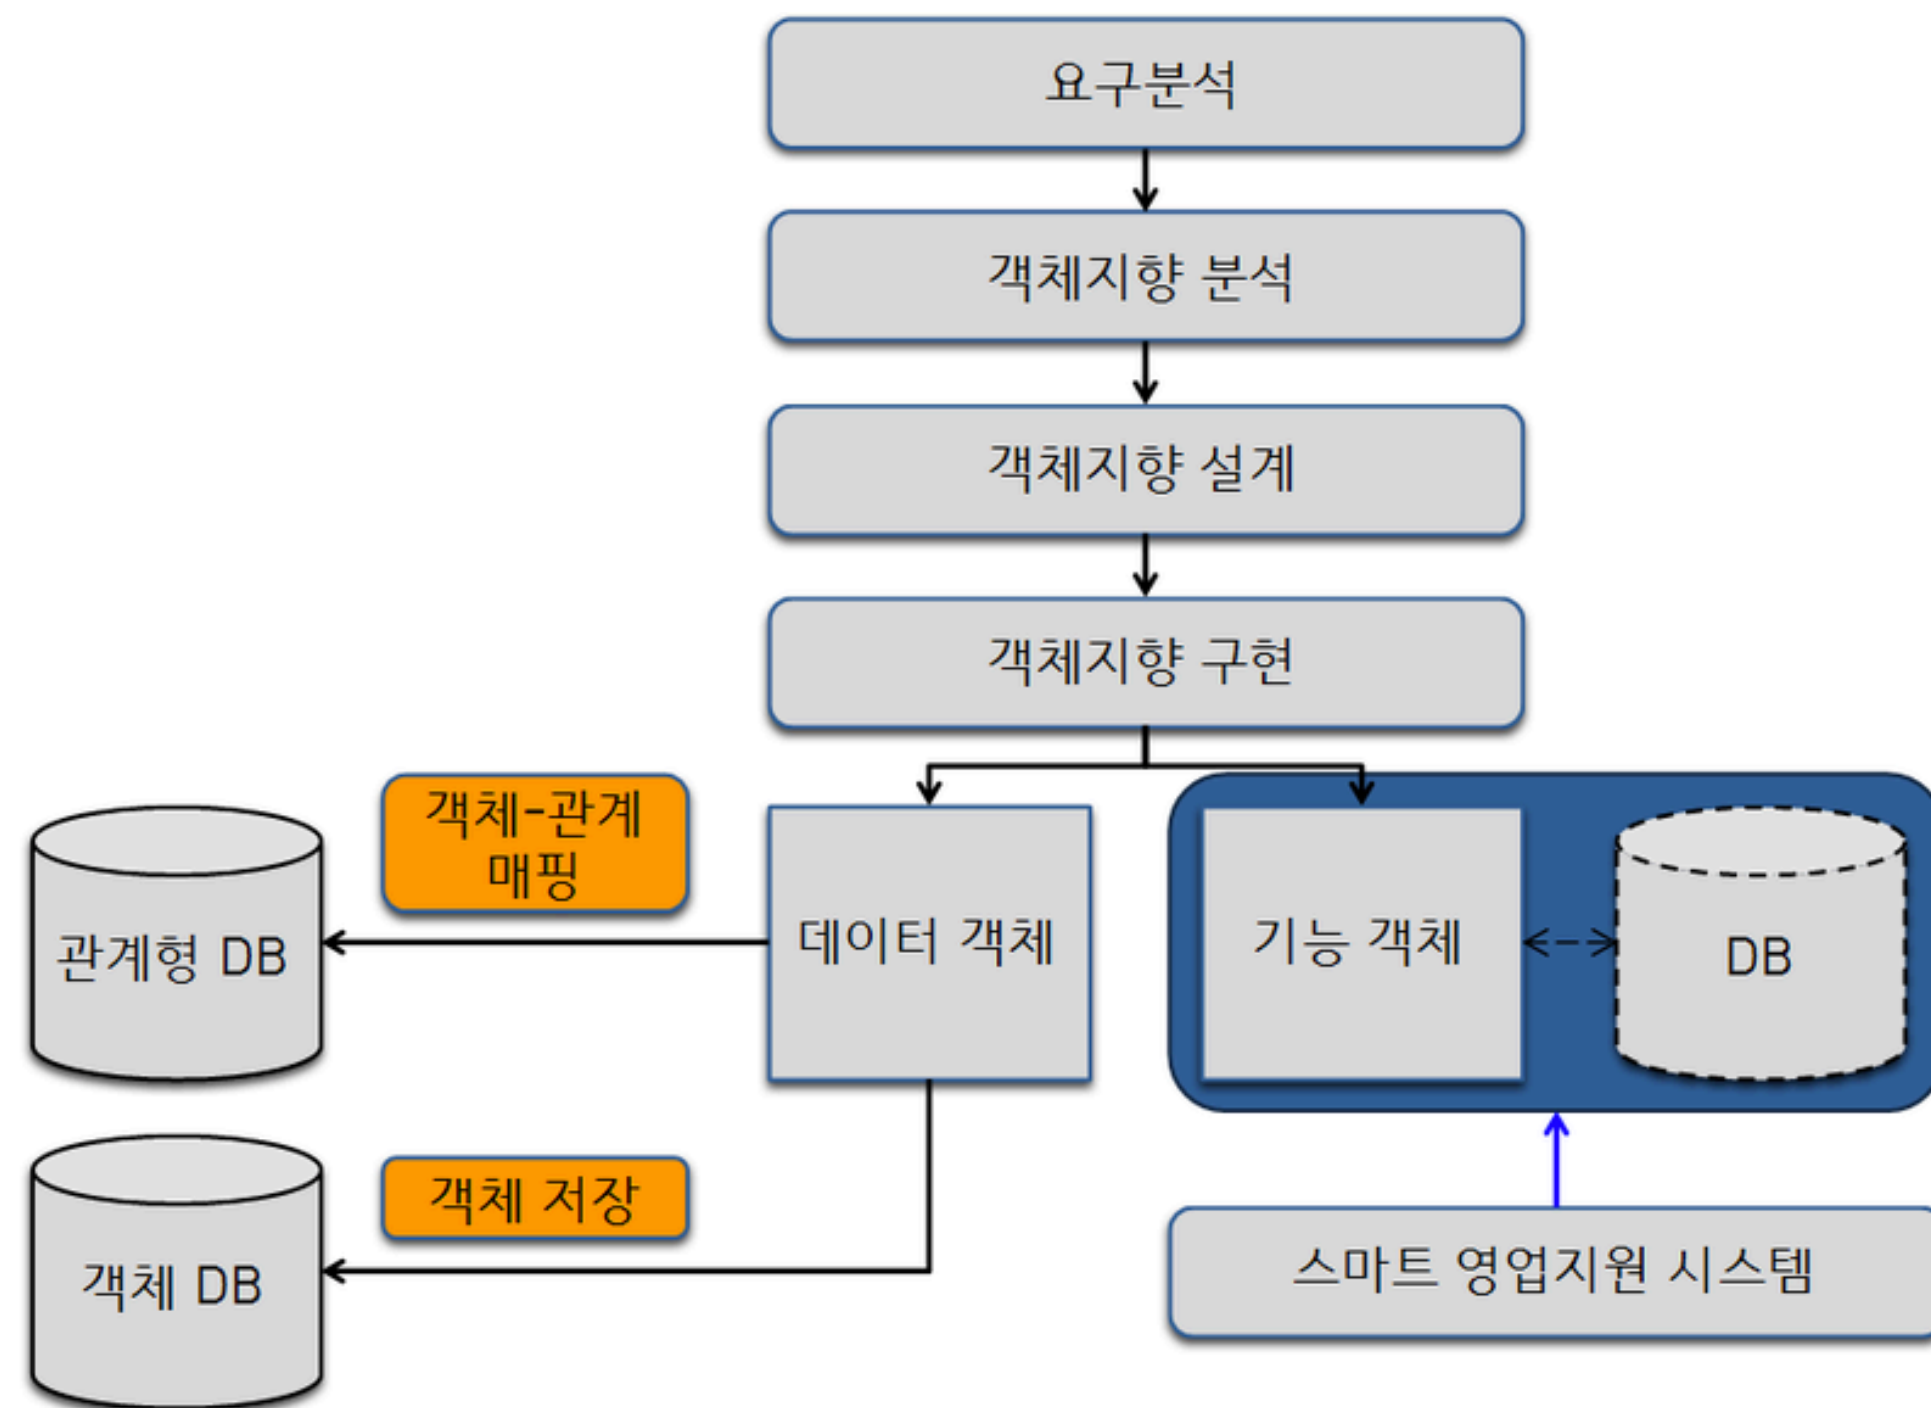 요구분석
객체지향 분석
객체지향 설계
객체지향 구현
객체-관계
매핑
관계형 DB
데이터 객체
기능 객체
DB
객체 저장
객체 DB
스마트 영업지원 시스템